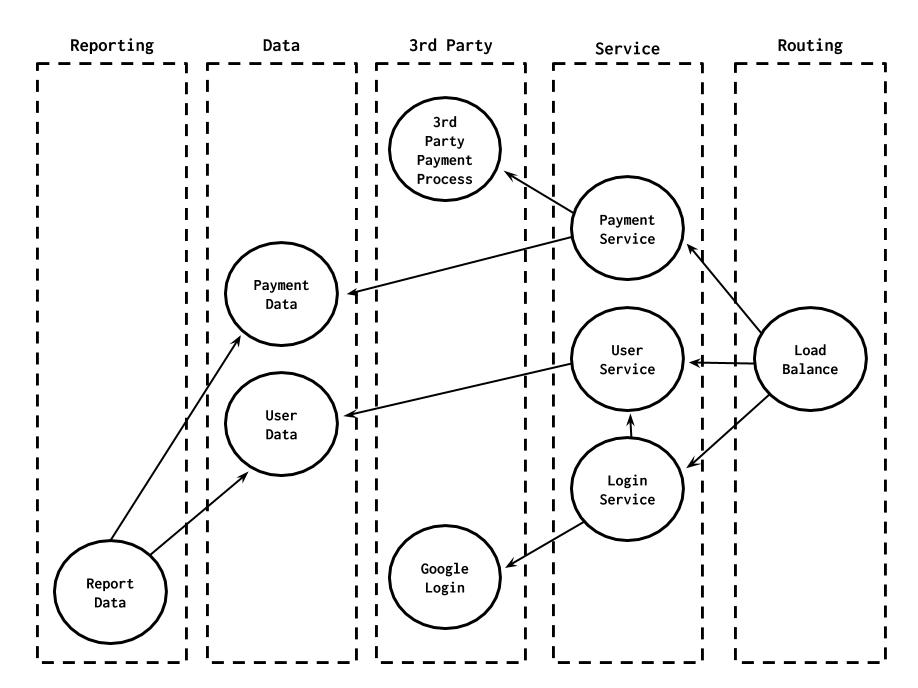 Reporting
Data
3rd Party
Service
Routing
3rd
Party
Payment
Process
Payment
Service
Payment
Data
User
Service
Load
Balance
User
Data
Login
Service
Google
Login
Report
Data